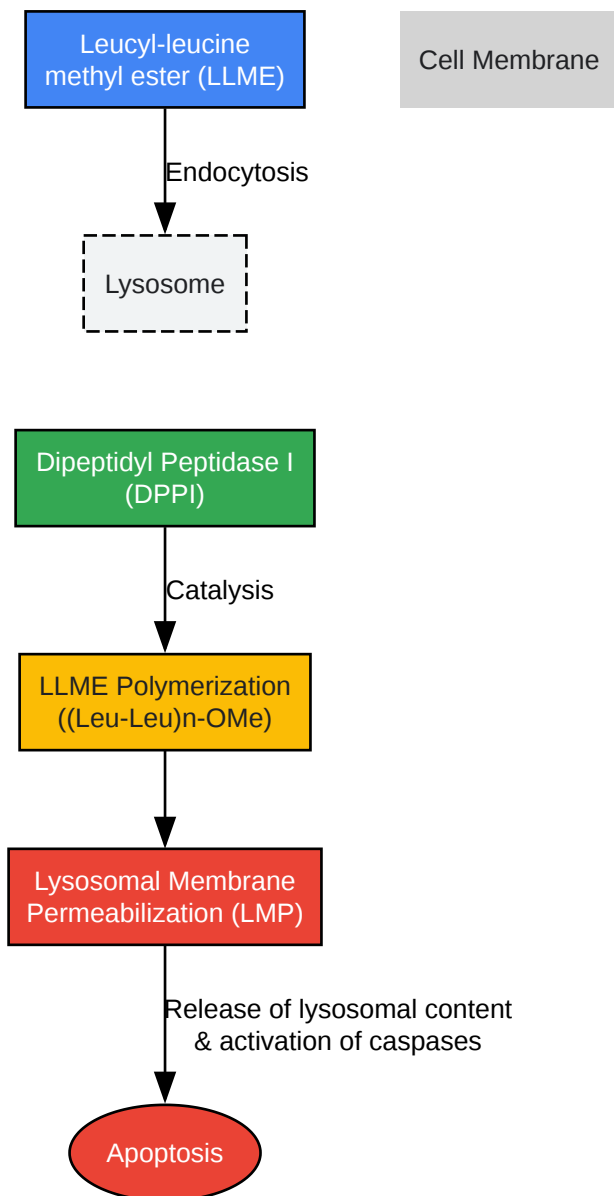 Leucyl-leucine
methyl ester (LLME)
Cell Membrane
Endocytosis
Lysosome
Dipeptidyl Peptidase I
(DPPI)
Catalysis
LLME Polymerization
((Leu-Leu)n-OMe)
Lysosomal Membrane
Permeabilization (LMP)
Release of lysosomal content
& activation of caspases
Apoptosis